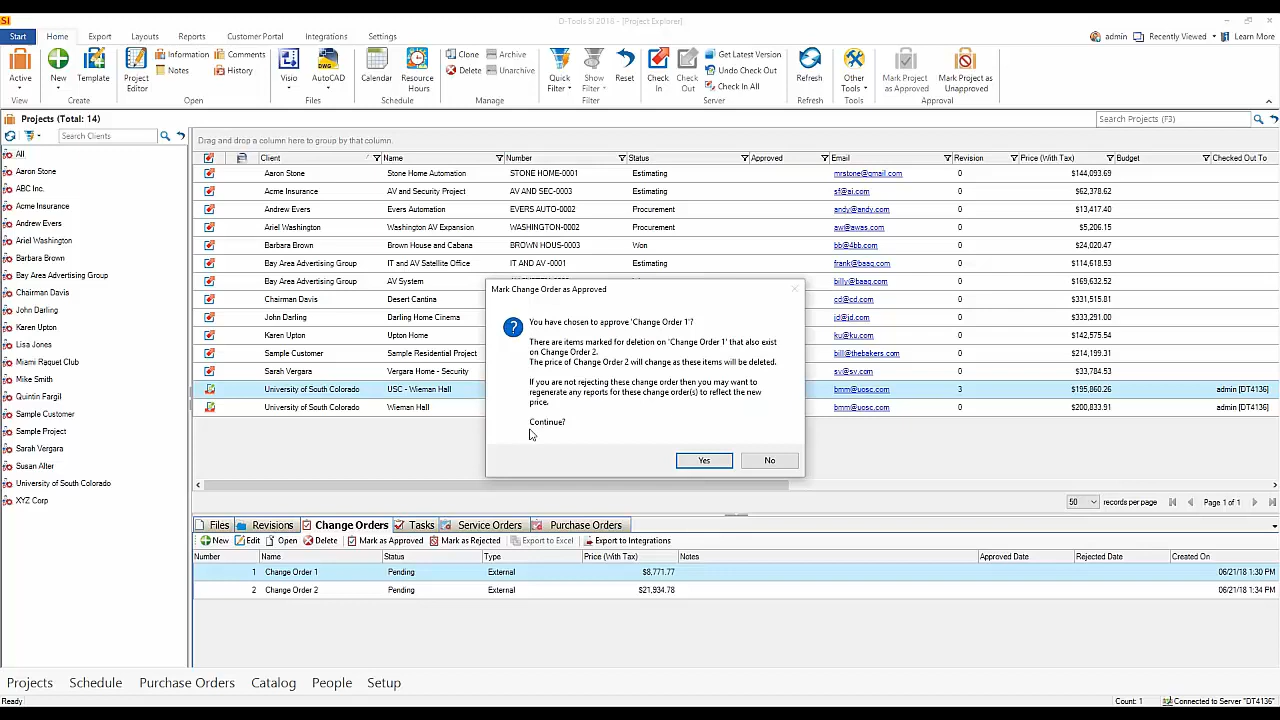 SI
D-Tools SI 2016 - [Project Explorer]
Start Home Export Layouts Reports Customer Portal Integrations Settings admin Recently Viewed Learn More
Active New Template Project Editor Information Notes Comments History Visio AutoCAD Calendar Resource Hours Clone Delete Archive Unarchive Quick Filter Show Filter Reset Check In Check Out Get Latest Version Undo Check Out Check In All Refresh Other Tools Mark Project as Approved Mark Project as Unapproved
View Create Open Files Schedule Manage Filter Server Refresh Tools Approval
Projects (Total: 14) Search Projects (F3)
Search Clients
Drag and drop a column here to group by that column.
All
Aaron Stone
ABC Inc.
Acme Insurance
Andrew Evers
Ariel Washington
Barbara Brown
Bay Area Advertising Group
Chairman Davis
John Darling
Karen Upton
Lisa Jones
Miami Raquet Club
Mike Smith
Quintin Fargil
Sample Customer
Sample Project
Sarah Vergara
Susan Alter
University of South Colorado
XYZ Corp
Client Name Number Status Approved Email Revision Price (With Tax) Budget Checked Out To
Aaron Stone Stone Home Automation STONE HOME-0001 Estimating mrstone@gmail.com 0 $144,093.69
Acme Insurance AV and Security Project AV AND SEC-0003 Estimating sf@ai.com 0 $62,378.62
Andrew Evers Evers Automation EVERS AUTO-0002 Procurement andy@andy.com 0 $13,417.40
Ariel Washington Washington AV Expansion WASHINGTON-0002 Procurement aw@awas.com 0 $5,206.15
Barbara Brown Brown House and Cabana BROWN HOUS-0003 Won bb@4bb.com 0 $24,020.47
Bay Area Advertising Group IT and AV Satellite Office IT AND AV -0001 Estimating frank@baag.com 0 $114,618.53
Bay Area Advertising Group AV System billy@baag.com 0 $169,632.52
Chairman Davis Desert Cantina cd@cd.com 0 $331,515.81
John Darling Darling Home Cinema jd@jd.com 0 $333,291.00
Karen Upton Upton Home ku@ku.com 0 $142,575.54
Sample Customer Sample Residential Project bill@thebakers.com 0 $214,199.31
Sarah Vergara Vergara Home - Security sv@sv.com 0 $33,784.53
University of South Colorado USC - Wieman Hall bmm@uosc.com 3 $195,860.26 admin [DT4136]
University of South Colorado Wieman Hall bmm@uosc.com 0 $200,833.91 admin [DT4136]
Mark Change Order as Approved
You have chosen to approve 'Change Order 1'?
There are items marked for deletion on 'Change Order 1' that also exist
on Change Order 2.
The price of Change Order 2 will change as these items will be deleted.
If you are not rejecting these change order then you may want to
regenerate any reports for these change order(s) to reflect the new
price.
Continue?
Yes No
50 records per page Page 1 of 1
Files Revisions Change Orders Tasks Service Orders Purchase Orders
New Edit Open Delete Mark as Approved Mark as Rejected Export to Excel Export to Integrations
Number Name Status Type Price (With Tax) Notes Approved Date Rejected Date Created On
1 Change Order 1 Pending External $8,771.77 06/21/18 1:30 PM
2 Change Order 2 Pending External $21,934.78 06/21/18 1:34 PM
Projects Schedule Purchase Orders Catalog People Setup
Ready Count: 1 Connected to Server "DT4136"